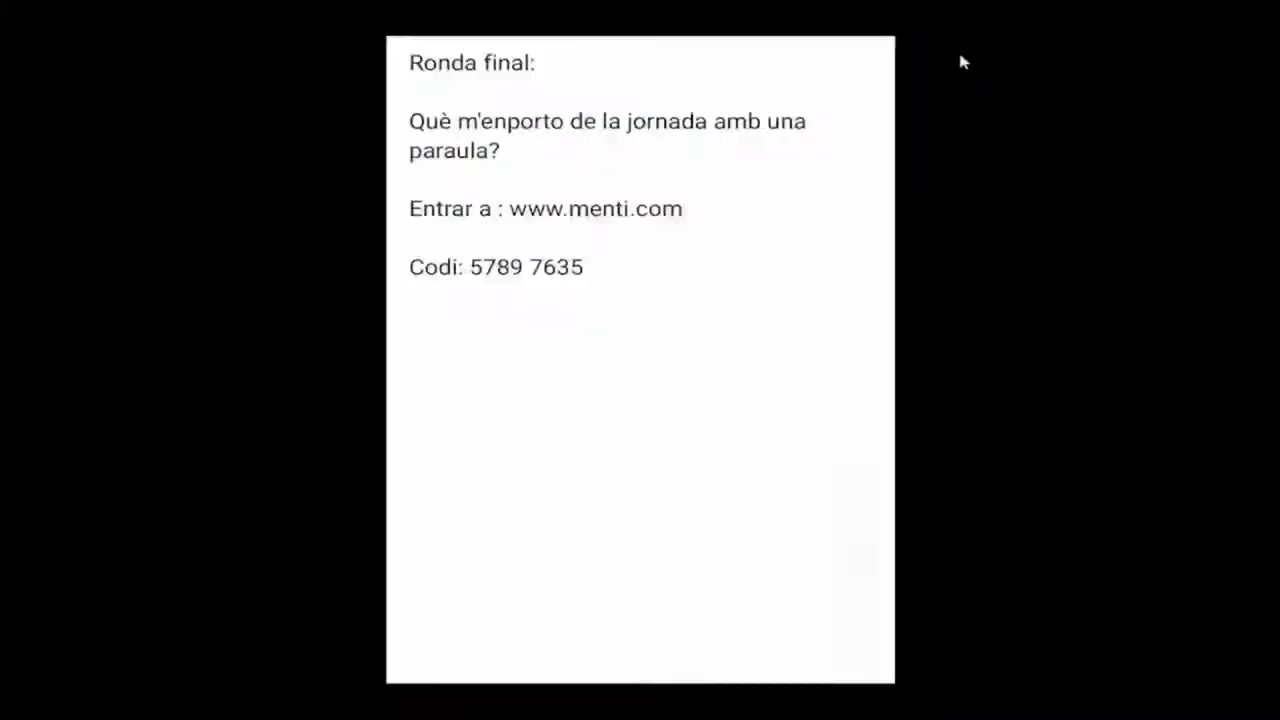 Ronda final:
Què m'enporto de la jornada amb una
paraula?
Entrar a : www.menti.com
Codi: 5789 7635